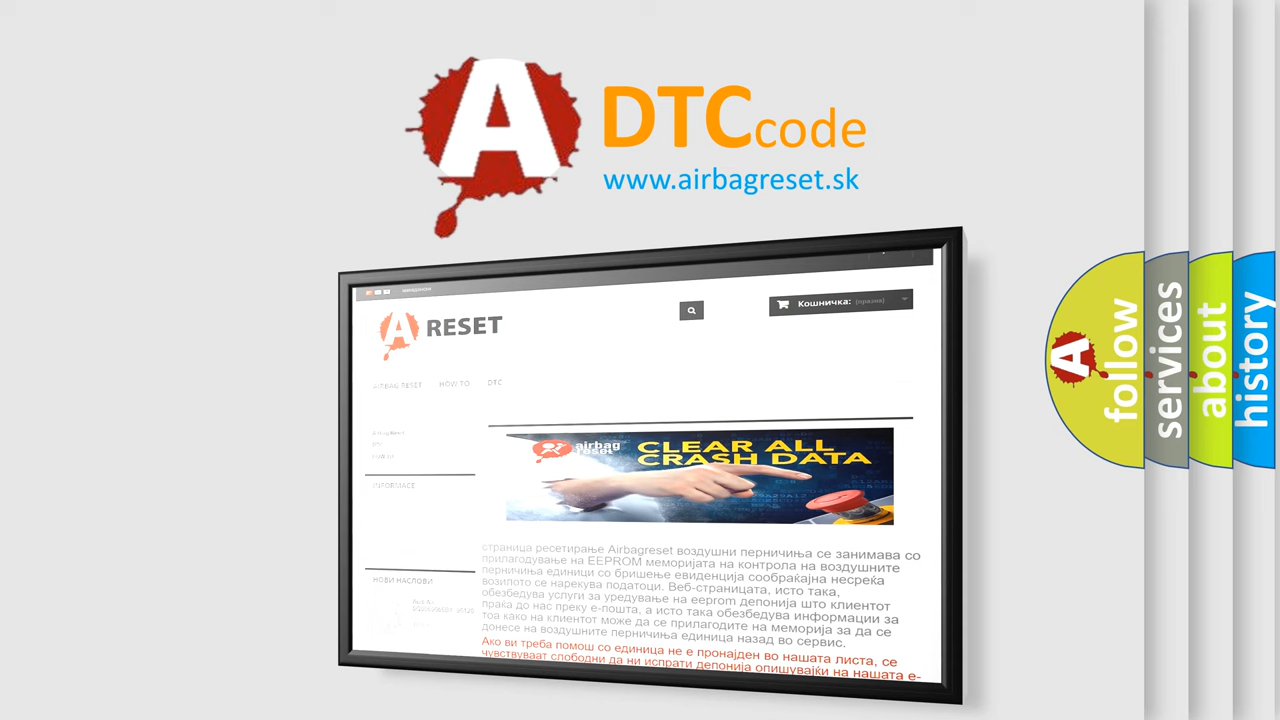 A DTCcode
www.airbagreset.sk
A RESET
Кошничка: (празна)
AIRBAG RESET HOW TO DTC
INFORMACE
airbag
reset
CLEAR ALL
CRASH DATA
страница ресетирање Airbagreset воздушни перничиња се занимава со
прилагодување на EEPROM меморијата на контрола на воздушните
перничиња единици со бришење евиденција сообраќајна несреќа
возилото се нарекува податоци. Веб-страницата, исто така,
обезбедува услуги за уредување на eeprom депонија што клиентот
праќа до нас преку е-пошта, а исто така обезбедува информации за
тоа како на клиентот може да се прилагодите на меморија за да се
донесе на воздушните перничиња единица назад во сервис.
НОВИ НАСЛОВИ
Ако ви треба помош со единица не е пронајден во нашата листа, се
чувствуваат слободни да ни испрати депонија опишувајќи на нашата е-
A
follow
services
about
history